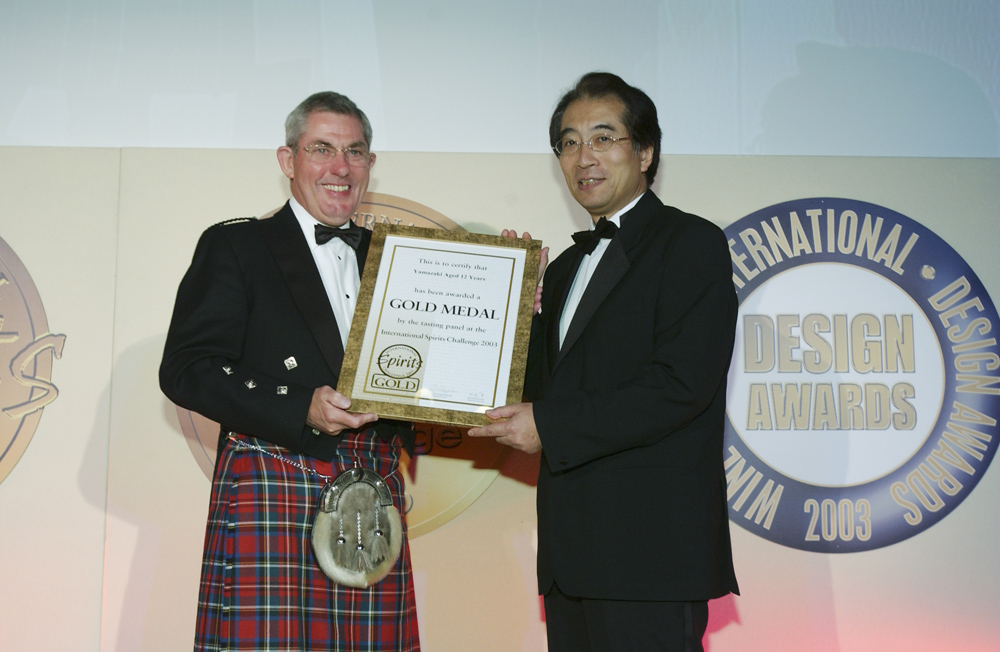 This is to certify that
Yamazaki Aged 12 Years
has been awarded a
GOLD MEDAL
by the tasting panel at the
International Spirits Challenge 2003
Spirits
GOLD
INTERNATIONAL DESIGN AWARDS
DESIGN
AWARDS
WINE
2003